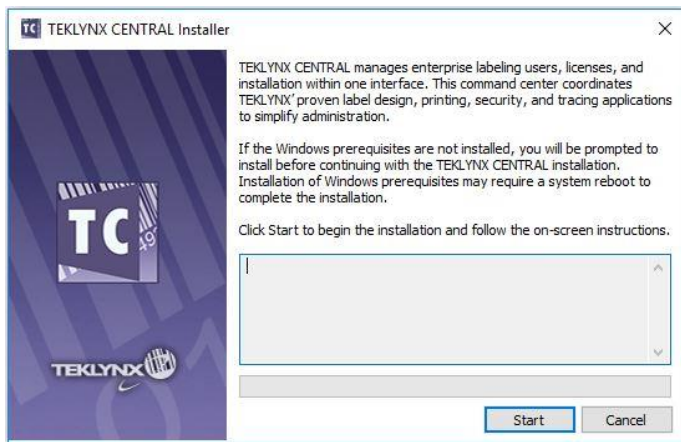 TEKLYNX CENTRAL Installer
TEKLYNX CENTRAL manages enterprise labeling users, licenses, and
installation within one interface. This command center coordinates
TEKLYNX' proven label design, printing, security, and tracing applications
to simplify administration.
If the Windows prerequisites are not installed, you will be prompted to
install before continuing with the TEKLYNX CENTRAL installation.
Installation of Windows prerequisites may require a system reboot to
complete the installation.
Click Start to begin the installation and follow the on-screen instructions.
TC
TEKLYNX
Start Cancel